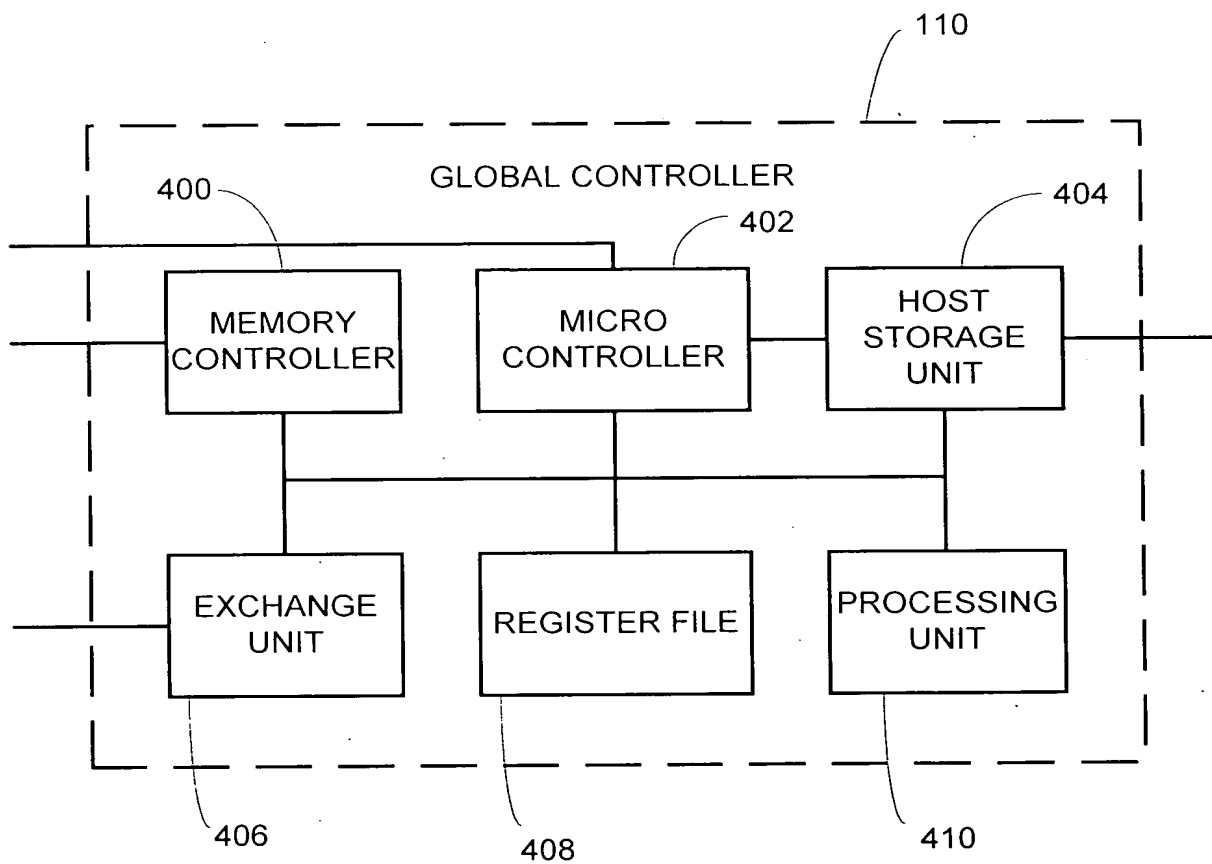 110
GLOBAL CONTROLLER
400
402
404
MEMORY
CONTROLLER
MICRO
CONTROLLER
HOST
STORAGE
UNIT
EXCHANGE
UNIT
REGISTER FILE
PROCESSING
UNIT
406
408
410